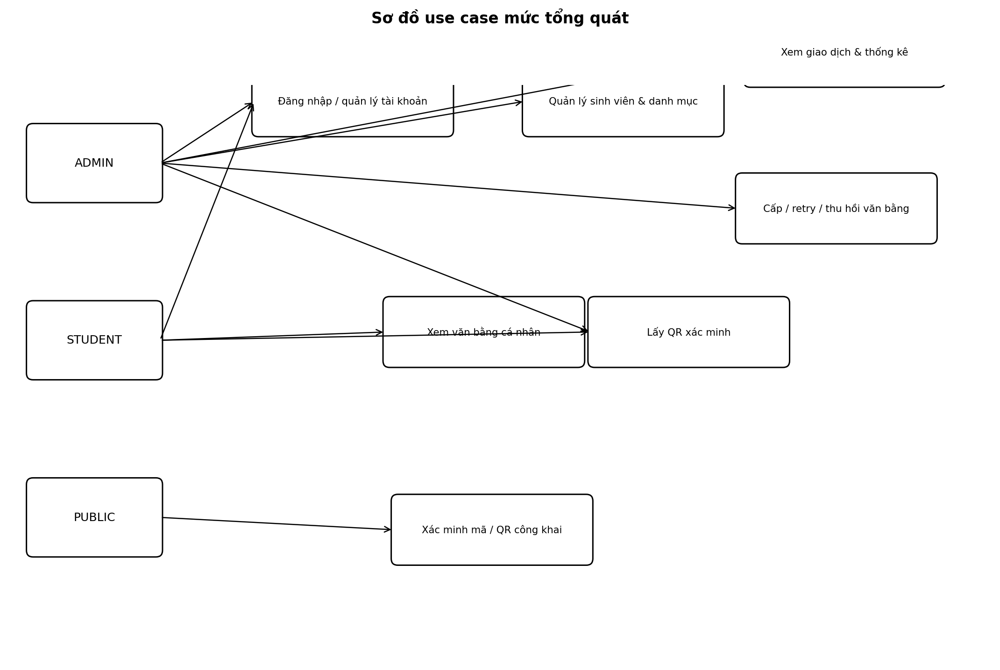 Sơ đồ use case mức tổng quát
Xem giao dịch & thống kê
Đăng nhập / quản lý tài khoản
Quản lý sinh viên & danh mục
ADMIN
Cấp / retry / thu hồi văn bằng
STUDENT
Xem văn bằng cá nhân
Lấy QR xác minh
PUBLIC
Xác minh mã / QR công khai